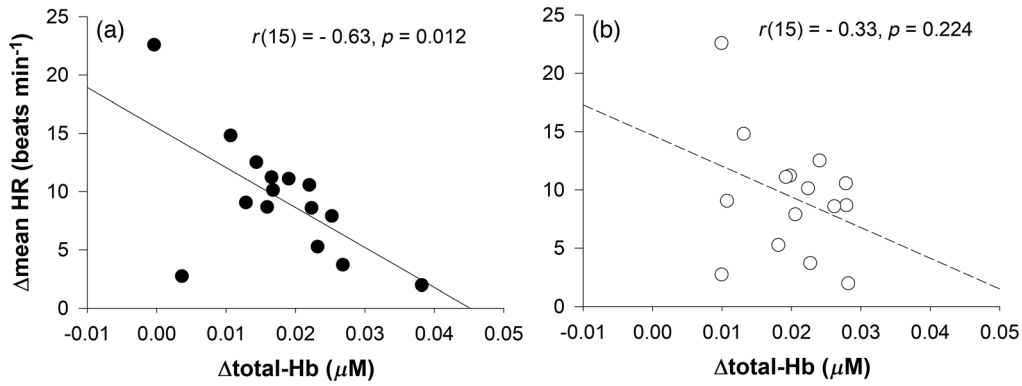 (a)
r(15) = - 0.63, p = 0.012
Δmean HR (beats min⁻¹)
25
20
15
10
5
0
-0.01 0.00 0.01 0.02 0.03 0.04 0.05
Δtotal-Hb (μM)
(b)
r(15) = - 0.33, p = 0.224
25
20
15
10
5
0
-0.01 0.00 0.01 0.02 0.03 0.04 0.05
Δtotal-Hb (μM)